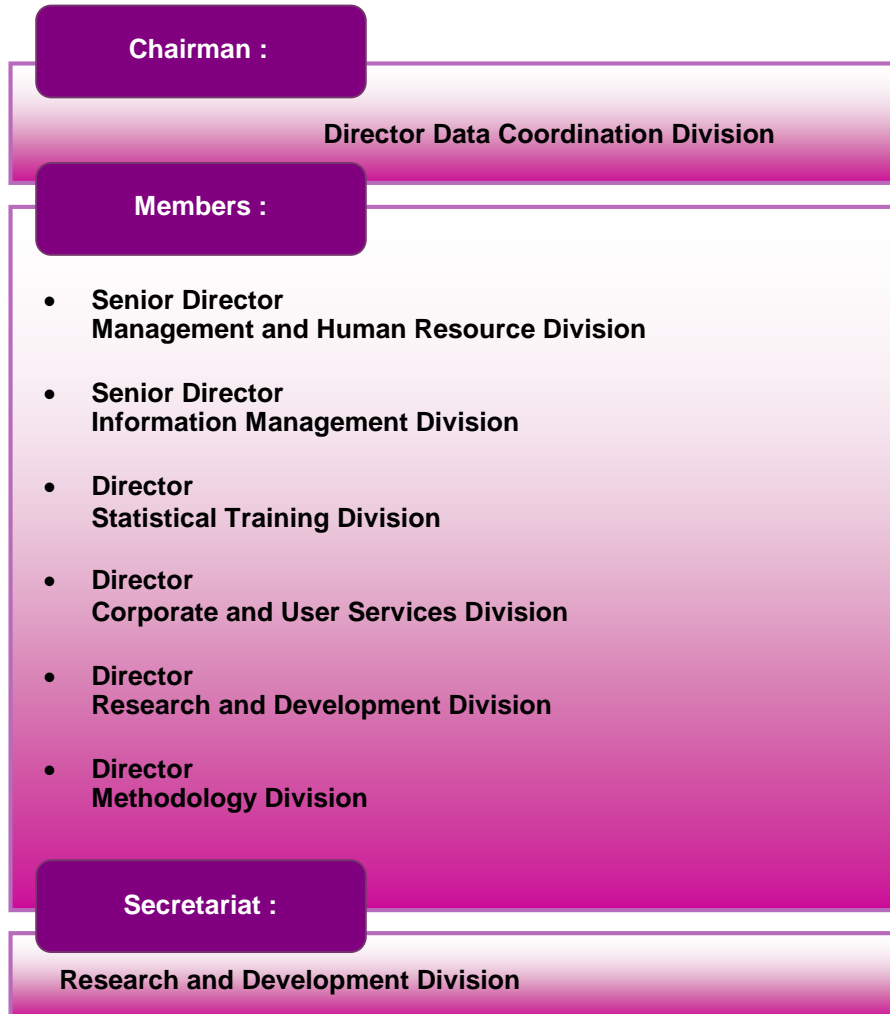 Chairman :
Director Data Coordination Division
Members :
• Senior Director
Management and Human Resource Division
• Senior Director
Information Management Division
• Director
Statistical Training Division
• Director
Corporate and User Services Division
• Director
Research and Development Division
• Director
Methodology Division
Secretariat :
Research and Development Division